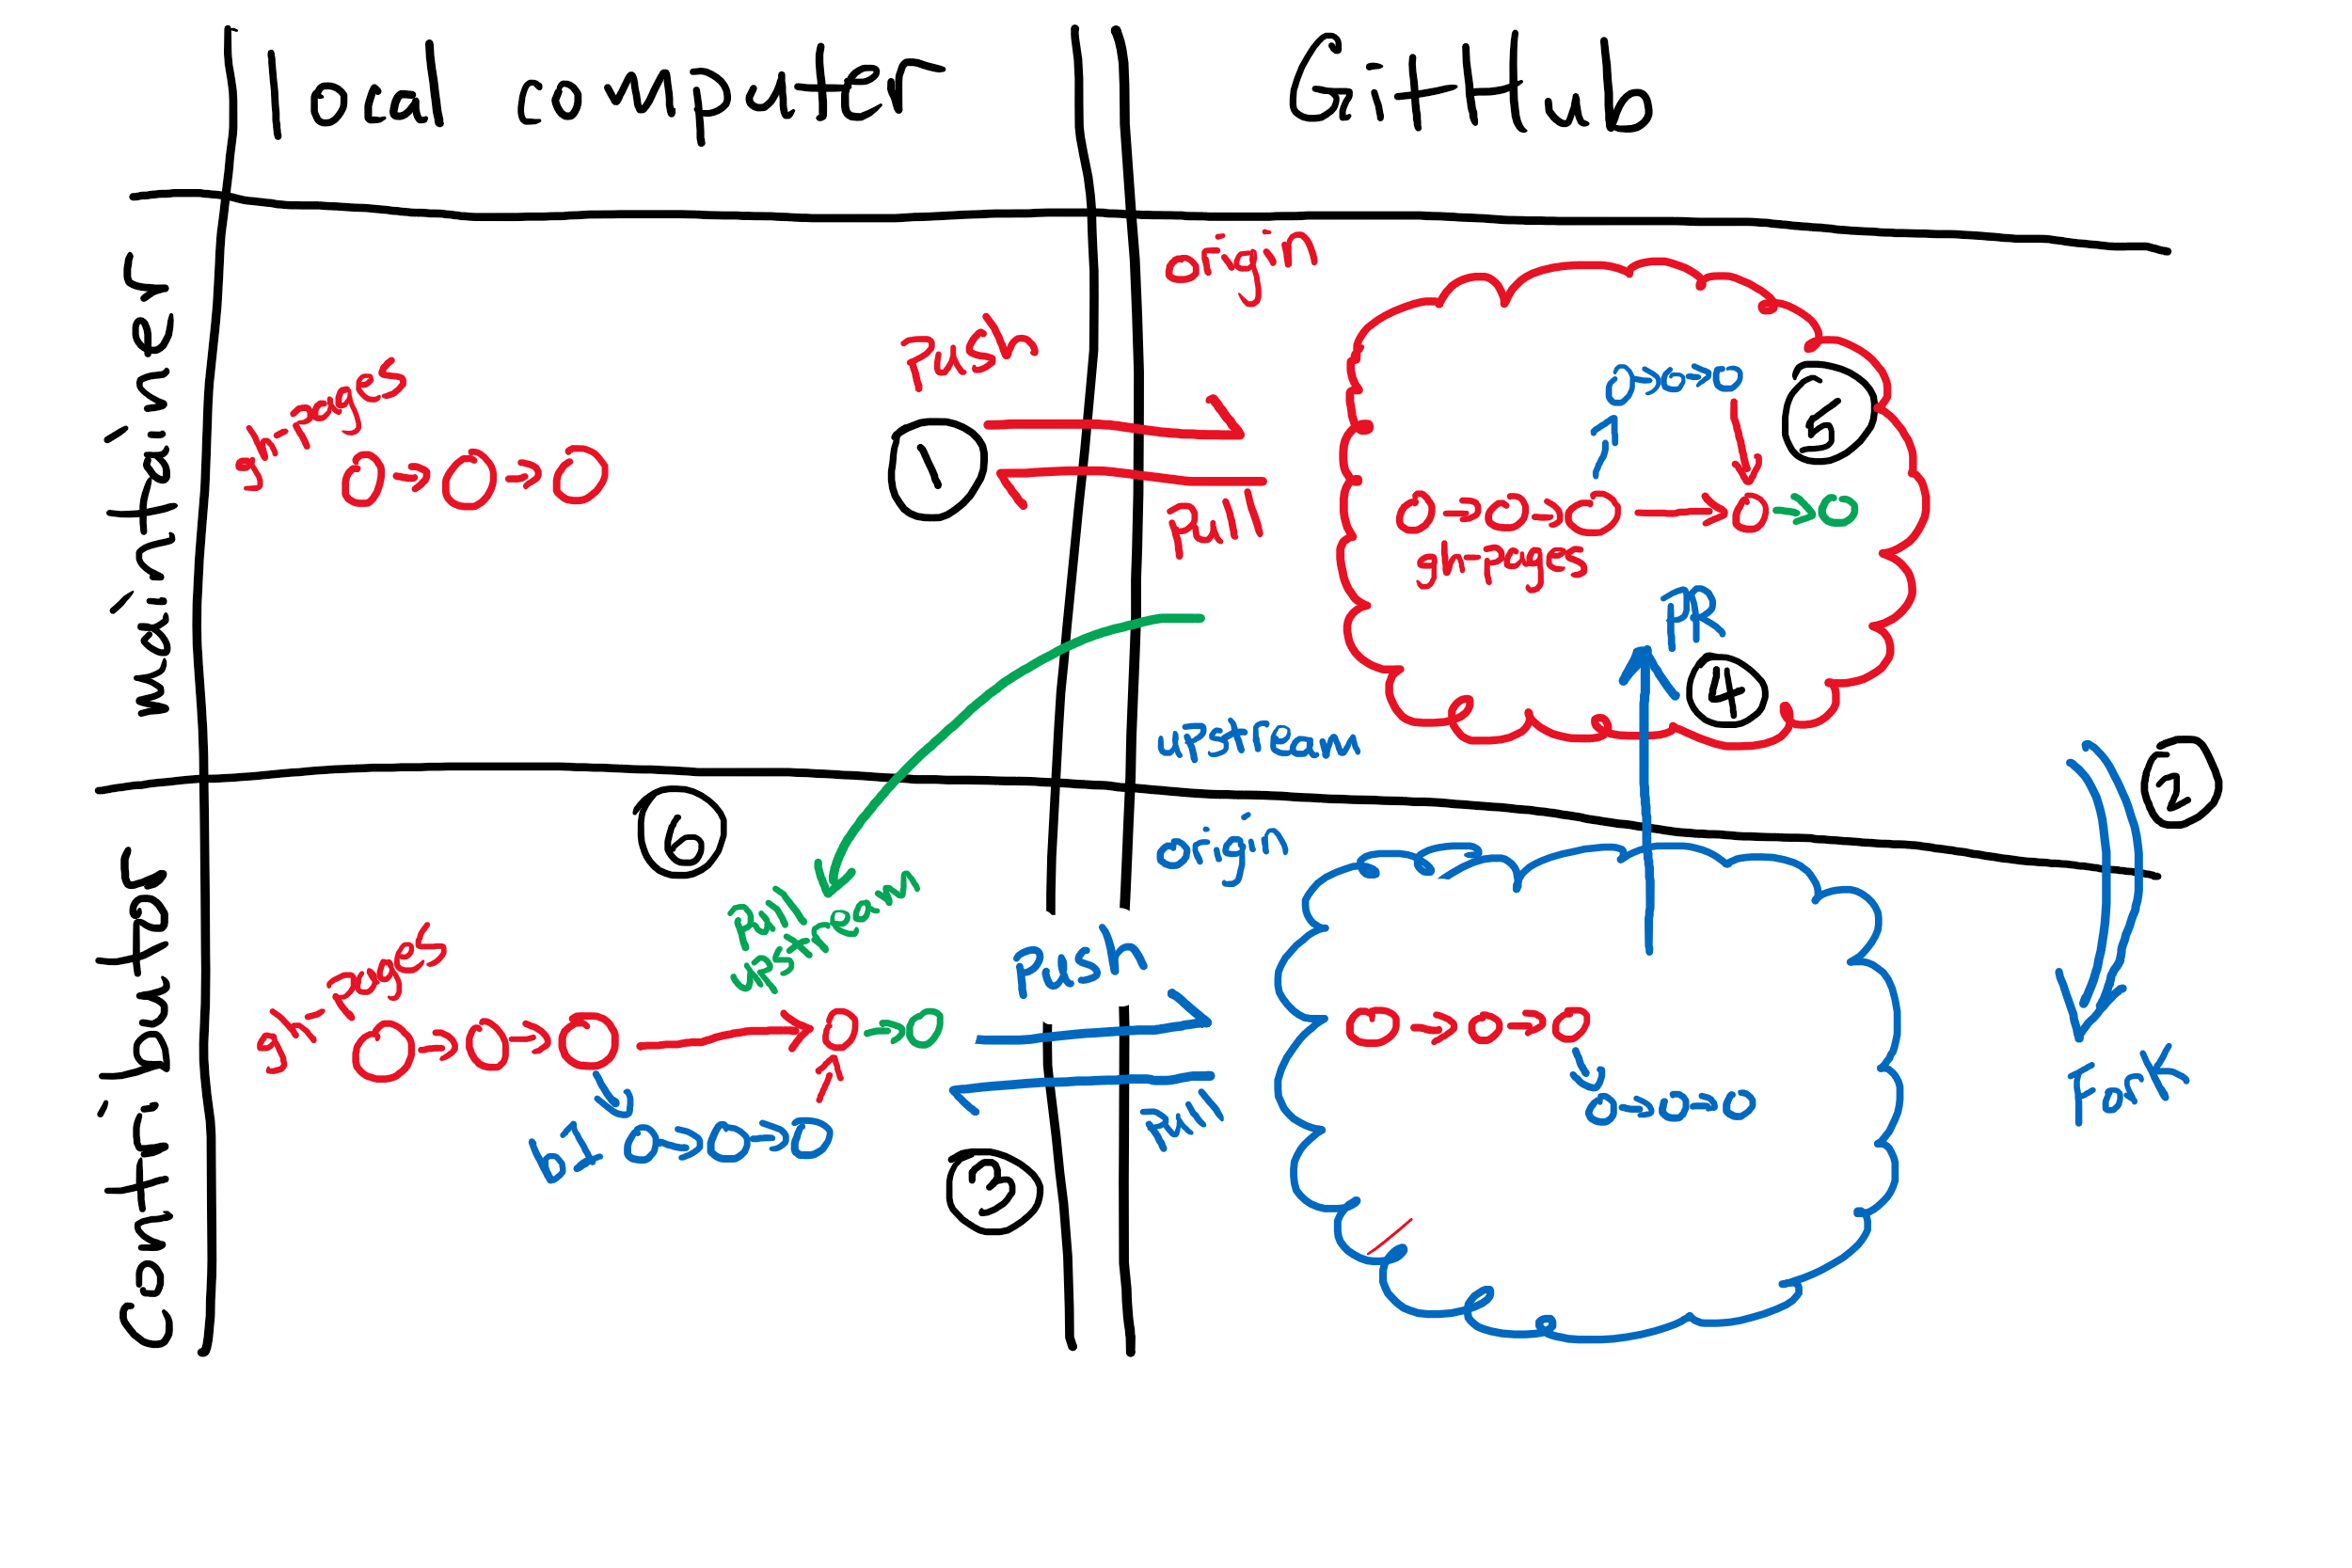 local computer
GitHub
maintainer
origin
gh-pages
Push
1
Pull
5
gh-pages
PR
4
upstream
2
contributor
6
origin
Pull
upstream
Push
gh-pages
b1
3
Pull
Fork